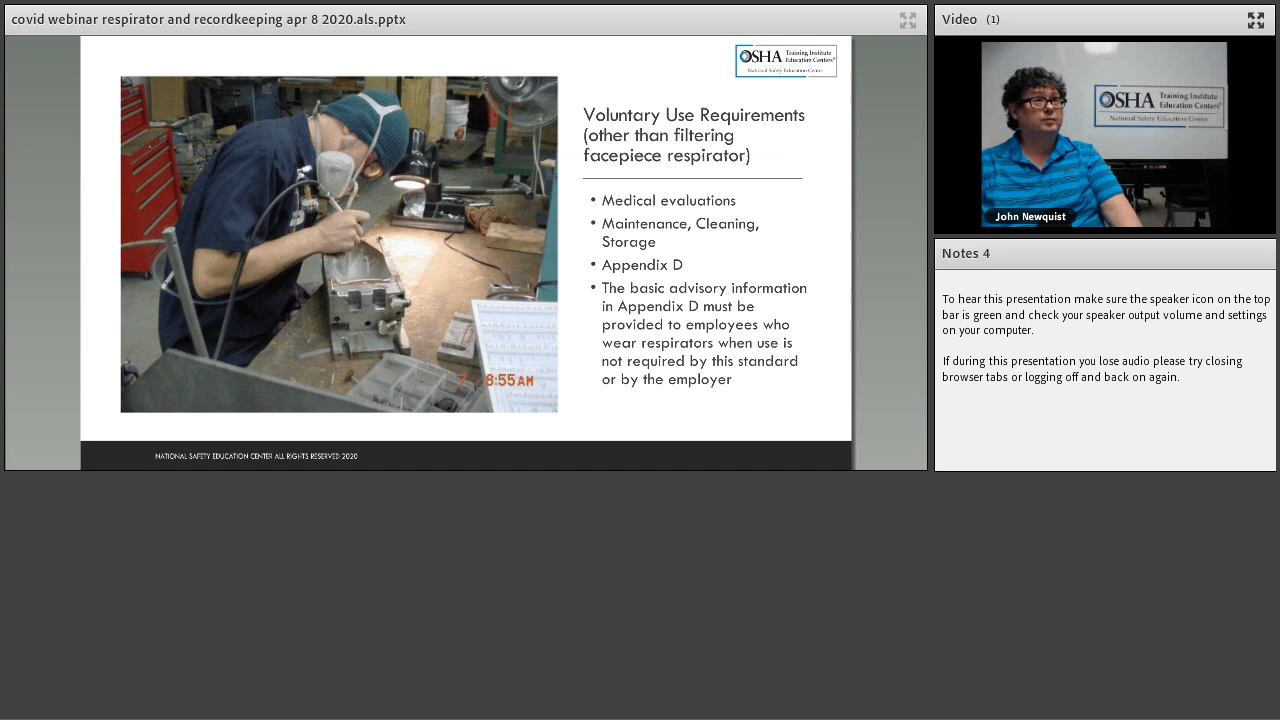 covid webinar respirator and recordkeeping apr 8 2020.als.pptx
OSHA Training Institute
Education Centers®
National Safety Education Center
Voluntary Use Requirements
(other than filtering
facepiece respirator)
• Medical evaluations
• Maintenance, Cleaning,
Storage
• Appendix D
• The basic advisory information
in Appendix D must be
provided to employees who
wear respirators when use is
not required by this standard
or by the employer
8:55AM
NATIONAL SAFETY EDUCATION CENTER ALL RIGHTS RESERVED 2020
Video (1)
OSHA Training Institute
Education Centers®
National Safety Education Center
John Newquist
Notes 4
To hear this presentation make sure the speaker icon on the top
bar is green and check your speaker output volume and settings
on your computer.
If during this presentation you lose audio please try closing
browser tabs or logging off and back on again.